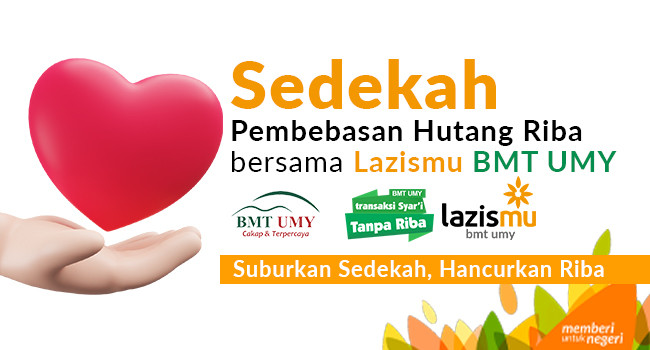 Sedekah
Pembebasan Hutang Riba
bersama Lazismu BMT UMY
BMT UMY
Cakap & Terpercaya
BMT UMY
transaksi Syar'i
Tanpa Riba
lazismu
bmt umy
Suburkan Sedekah, Hancurkan Riba
memberi
untuk negeri